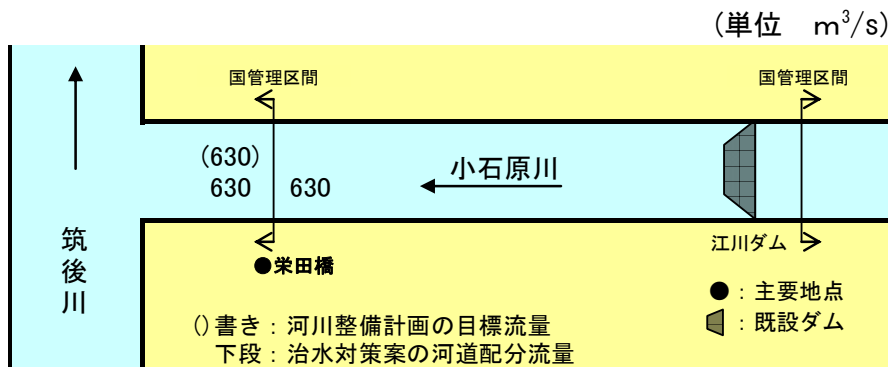 (単位 m³/s)
国管理区間
国管理区間
(630)
630
630
小石原川
筑後川
江川ダム
●栄田橋
●：主要地点
：既設ダム
()書き：河川整備計画の目標流量
下段：治水対策案の河道配分流量